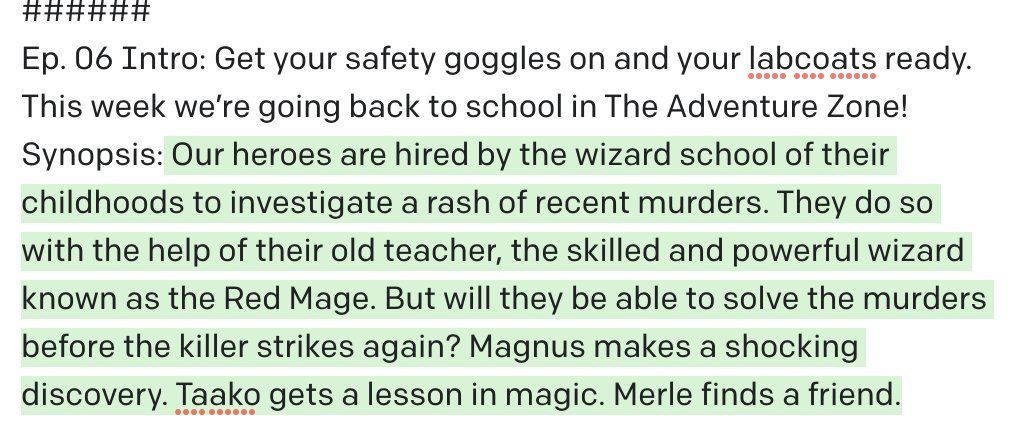 ######
Ep. 06 Intro: Get your safety goggles on and your labcoats ready.
This week we’re going back to school in The Adventure Zone!
Synopsis: Our heroes are hired by the wizard school of their
childhoods to investigate a rash of recent murders. They do so
with the help of their old teacher, the skilled and powerful wizard
known as the Red Mage. But will they be able to solve the murders
before the killer strikes again? Magnus makes a shocking
discovery. Taako gets a lesson in magic. Merle finds a friend.